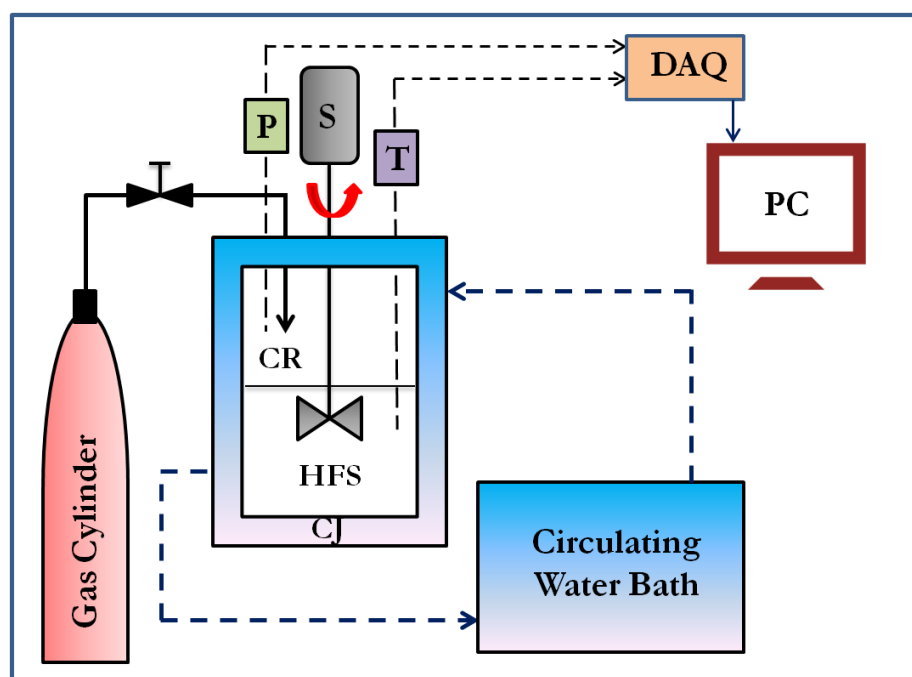 DAQ
P
S
T
PC
CR
HFS
CJ
Gas Cylinder
Circulating
Water Bath